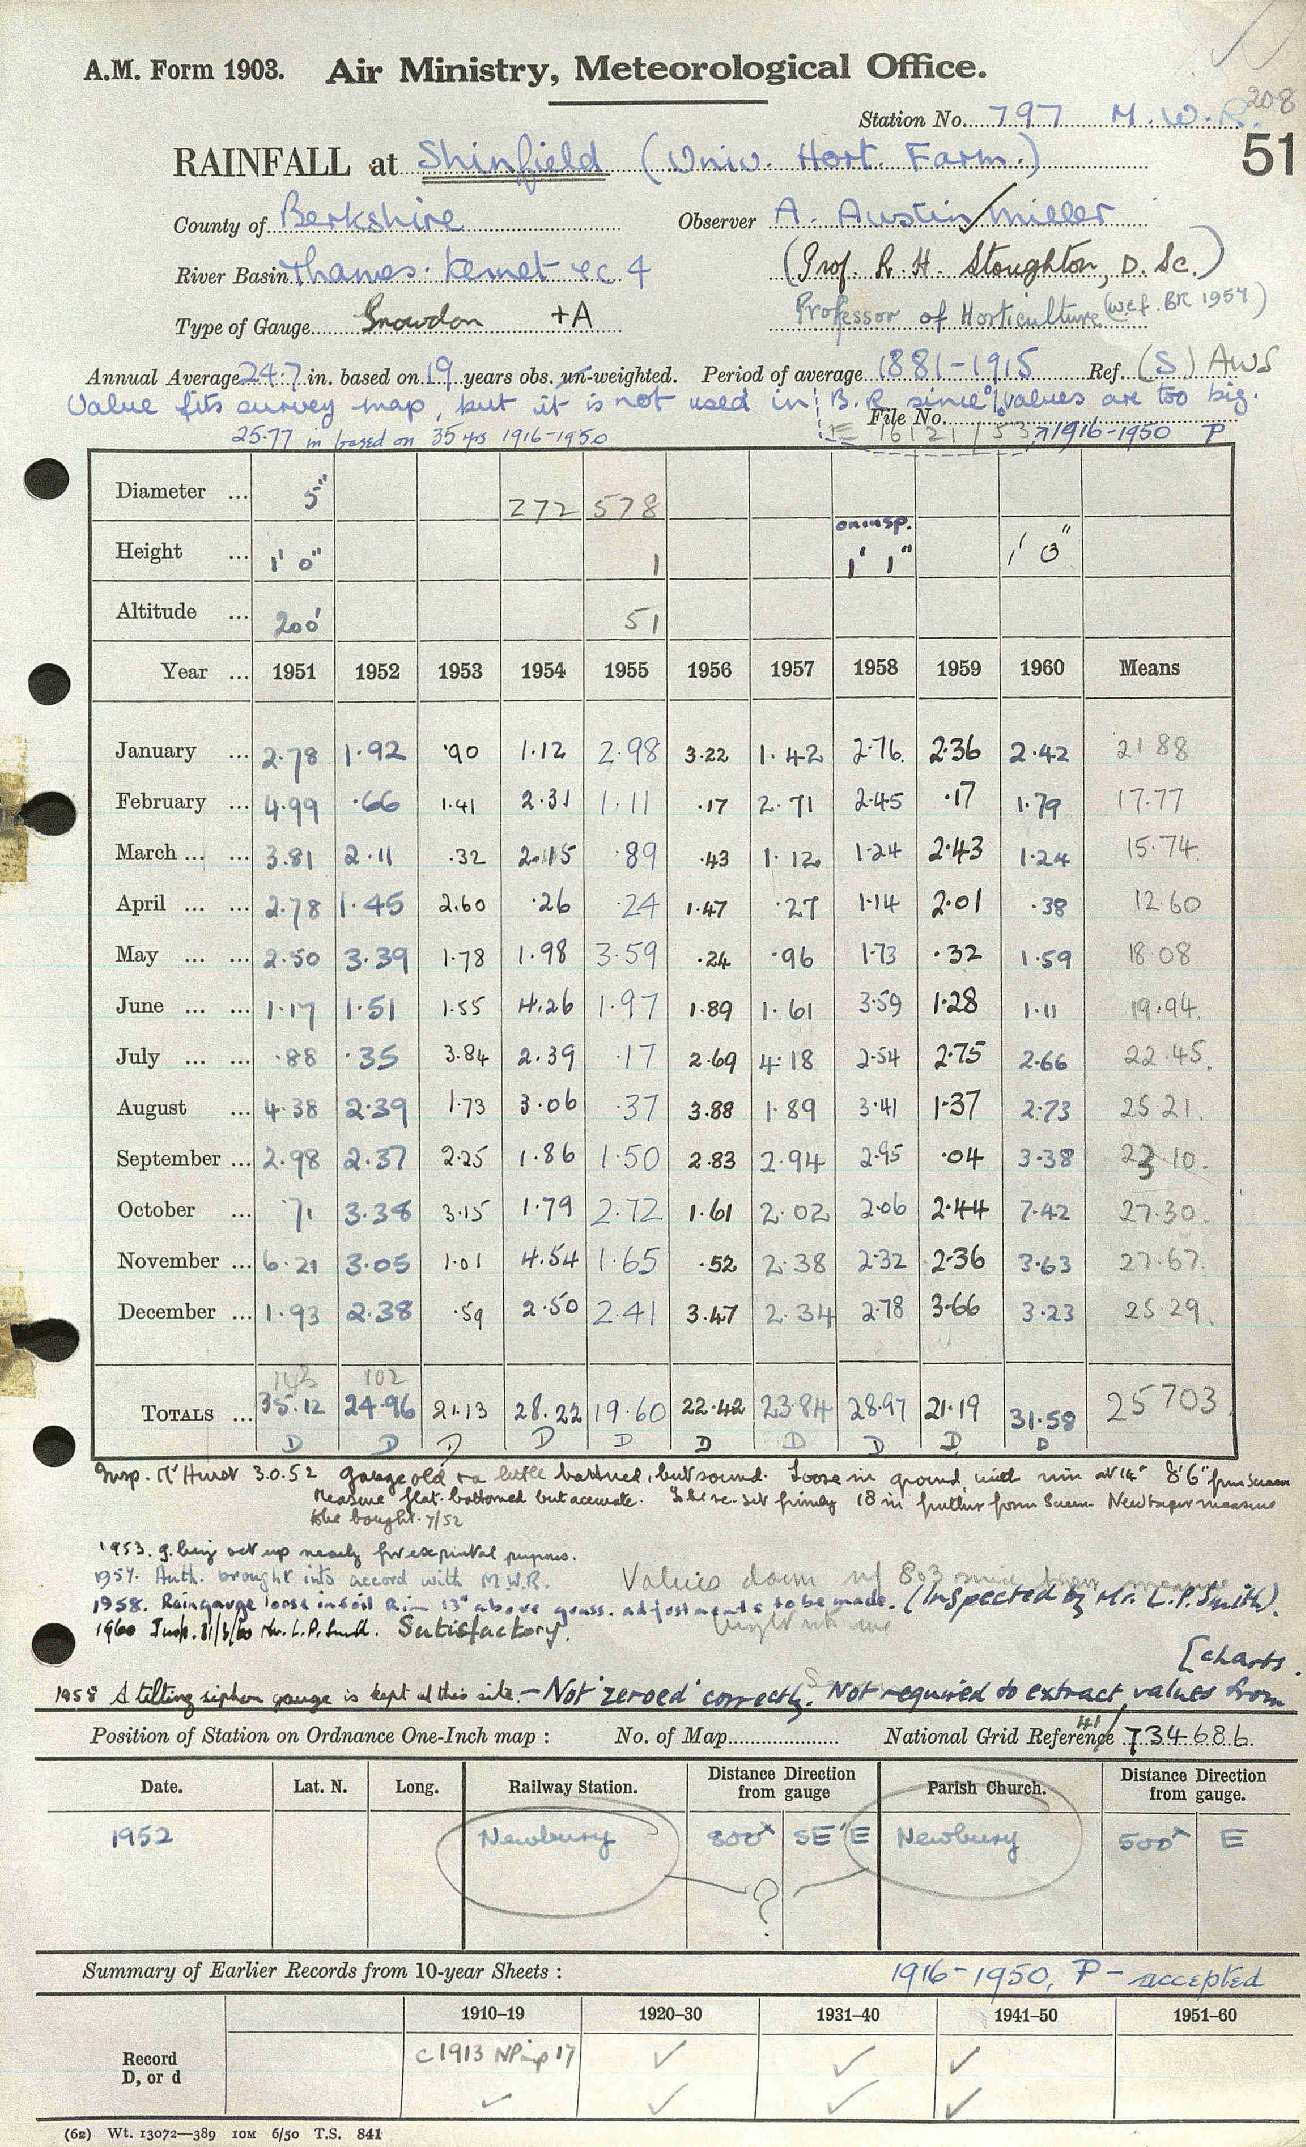 A.M. Form 1903. Air Ministry, Meteorological Office.
208
Station No. 797 M.W.R.
51
RAINFALL at Shinfield (Univ. Hort. Farm.)
County of Berkshire Observer A. Austin Miller
River Basin Thames. Kennet &c 4 (Prof. R. H. Stoughton, D. Sc.)
Type of Gauge Snowdon +A Professor of Horticulture (wef. BR 1954)
Annual Average 24.7 in. based on 19 years obs. un-weighted. Period of average 1881-1915 Ref. (S) AWS
Value fits survey map, but it is not used in B.R since % values are too big.
File No.
25.77 in based on 35 yrs 1916-1950 1916-1950 P
Diameter ... 5" 272 578
Height ... 1' 0" 1 on insp. 1' 1" 1' 0"
Altitude ... 200' 51
Year ... 1951 1952 1953 1954 1955 1956 1957 1958 1959 1960 Means
January ... 2.78 1.92 .90 1.12 2.98 3.22 1.42 2.76 2.36 2.42 21 88
February ... 4.99 .66 1.41 2.31 1.11 .17 2.71 2.45 .17 1.79 17.77
March ... ... 3.81 2.11 .32 2.15 .89 .43 1.12 1.24 2.43 1.24 15.74
April ... ... 2.78 1.45 2.60 .26 .24 1.47 .27 1.14 2.01 .38 12 60
May ... ... 2.50 3.39 1.78 1.98 3.59 .24 .96 1.73 .32 1.59 18.08
June ... ... 1.17 1.51 1.55 4.26 1.97 1.89 1.61 3.59 1.28 1.11 19.94
July ... ... .88 .35 3.84 2.39 .17 2.69 4.18 2.54 2.75 2.66 22.45
August ... 4.38 2.39 1.73 3.06 .37 3.88 1.89 3.41 1.37 2.73 25.21
September ... 2.98 2.37 2.25 1.86 1.50 2.83 2.94 2.95 .04 3.38 23.10
October ... .71 3.38 3.15 1.79 2.72 1.61 2.02 2.06 2.44 7.42 27.30
November ... 6.21 3.05 1.01 4.54 1.65 .52 2.38 2.32 2.36 3.63 27.67
December ... 1.93 2.38 .59 2.50 2.41 3.47 2.34 2.78 3.66 3.23 25 29
143 102
TOTALS ... 35.12 24.96 21.13 28.22 19.60 22.42 23.84 28.97 21.19 31.58 25703
D D D D D D D D D D
Insp. Hurst 3.0.52 Gauge old & a little battered, but sound. Loose in ground, with rim at 14" 8'6" from screen
Measure flat-bottomed but accurate. To be re-set firmly 18 in further from Screen New taper measure
to be bought. 7/52
1953. g. being set up nearby for exptntal purposes.
1954. Auth. brought into accord with M.W.R. Values down
1958. Raingauge loose in soil Rim 13" above grass. adjustments to be made. (Inspected by Mr. L.P.Smith).
1960 Insp. 81/3/60 Mr. L.P.Smith. Satisfactory.
[charts.
1958 A tilting siphon gauge is kept at this site. - Not 'zeroed' correctly. Not required to extract values from
Position of Station on Ordnance One-Inch map : No. of Map National Grid Reference 41/734686
Date. Lat. N. Long. Railway Station. Distance Direction from gauge Parish Church. Distance Direction from gauge.
1952 Newbury 800x SE'E Newbury 500x E
?
Summary of Earlier Records from 10-year Sheets : 1916-1950, P - accepted
1910-19 1920-30 1931-40 1941-50 1951-60
Record c1913 17 ✓ ✓ ✓
D, or d ✓ ✓ ✓ ✓
(62) Wt. 13072—389 10M 6/50 T.S. 841